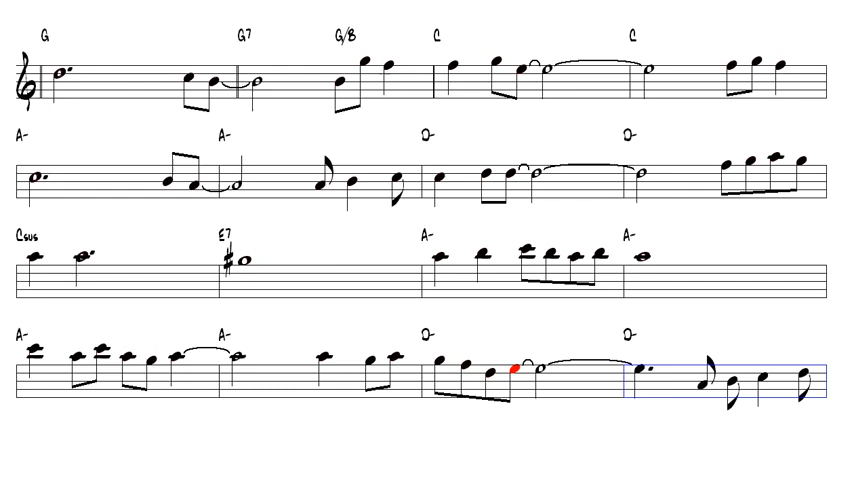 G G7 G/B C C
A- A- D- D-
Csus E7 A- A-
A- A- D- D-